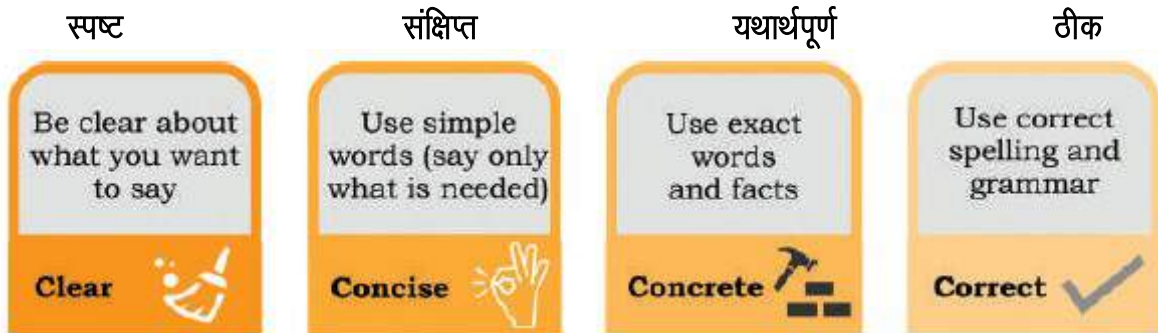 स्पष्ट
संक्षिप्त
यथार्थपूर्ण
ठीक
Be clear about
what you want
to say
Clear
Use simple
words (say only
what is needed)
Concise
Use exact
words
and facts
Concrete
Use correct
spelling and
grammar
Correct